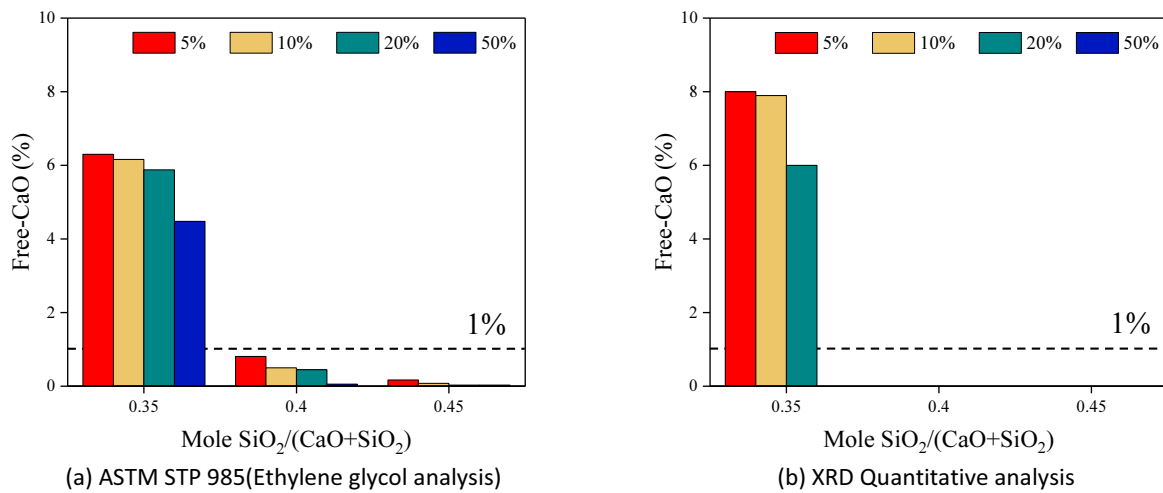 5% 10% 20% 50%
10
8
6
4
2
0
Free-CaO (%)
1%
0.35 0.4 0.45
Mole SiO₂/(CaO+SiO₂)
(a) ASTM STP 985(Ethylene glycol analysis)
5% 10% 20% 50%
10
8
6
4
2
0
Free-CaO (%)
1%
0.35 0.4 0.45
Mole SiO₂/(CaO+SiO₂)
(b) XRD Quantitative analysis